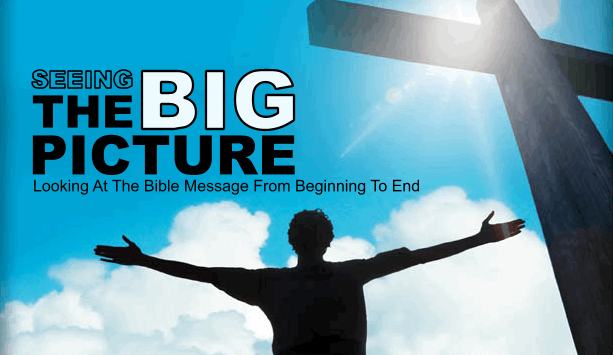 SEEING
THE BIG
PICTURE
Looking At The Bible Message From Beginning To End